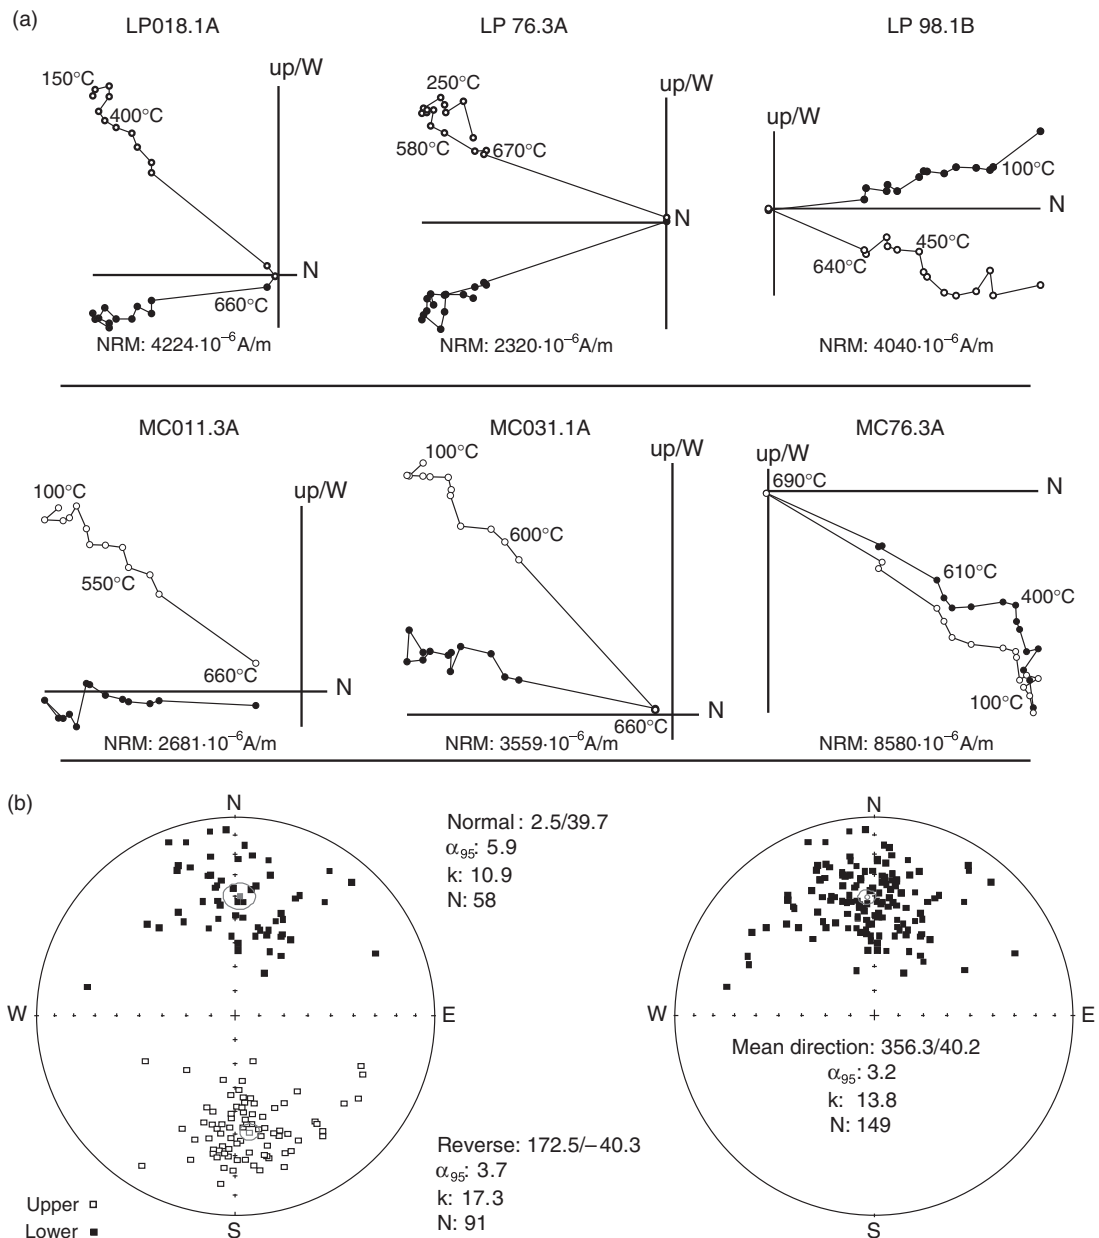 (a)
LP018.1A
150°C
400°C
up/W
N
660°C
NRM: 4224·10⁻⁶A/m
LP 76.3A
250°C
580°C
670°C
up/W
N
NRM: 2320·10⁻⁶A/m
LP 98.1B
up/W
100°C
N
450°C
640°C
NRM: 4040·10⁻⁶A/m
MC011.3A
100°C
up/W
550°C
660°C
N
NRM: 2681·10⁻⁶A/m
MC031.1A
100°C
up/W
600°C
N
660°C
NRM: 3559·10⁻⁶A/m
MC76.3A
up/W
690°C
N
610°C
400°C
100°C
NRM: 8580·10⁻⁶A/m
(b)
N
W
E
S
Normal: 2.5/39.7
α₉₅: 5.9
k: 10.9
N: 58
Reverse: 172.5/−40.3
α₉₅: 3.7
k: 17.3
N: 91
Upper
Lower
N
W
E
S
Mean direction: 356.3/40.2
α₉₅: 3.2
k: 13.8
N: 149